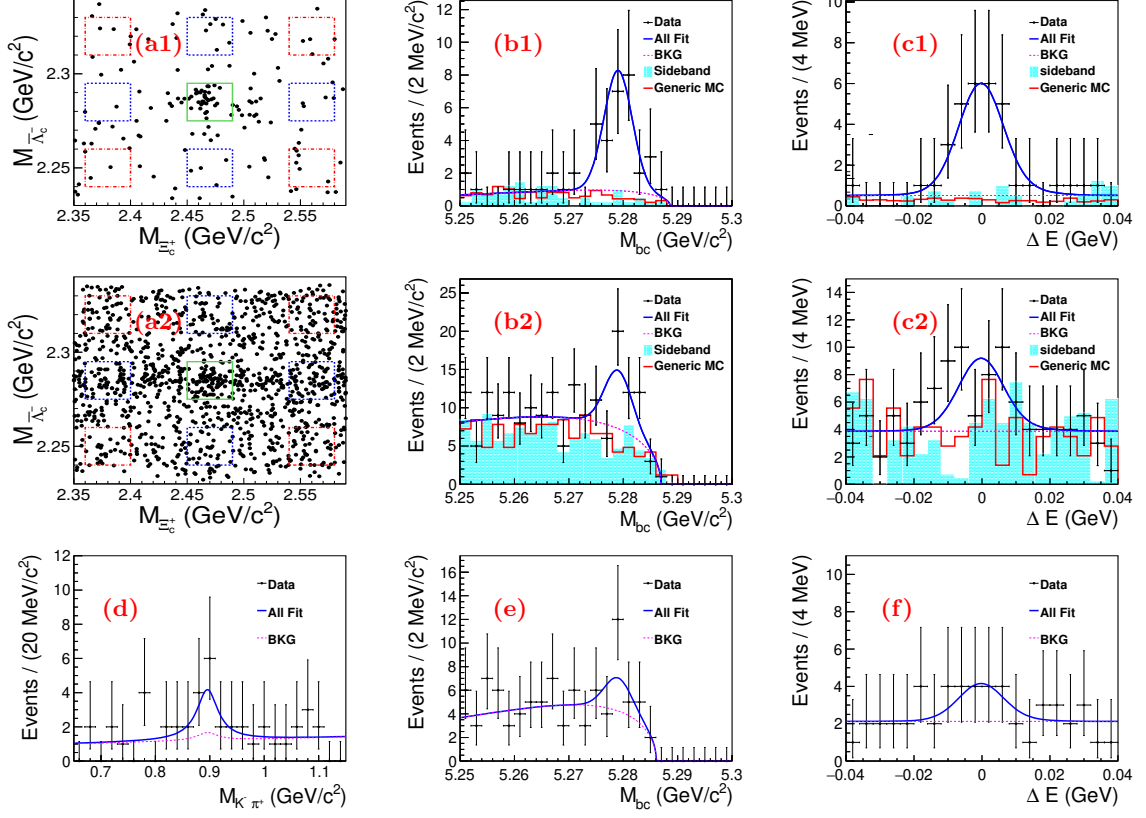 (a1)
M_{\bar{Λ}_c^-} (GeV/c²)
2.3
2.25
2.35 2.4 2.45 2.5 2.55
M_{Ξ_c^+} (GeV/c²)
(b1)
Events / (2 MeV/c²)
14
12
10
8
6
4
2
0
Data
All Fit
BKG
Sideband
Generic MC
5.25 5.26 5.27 5.28 5.29 5.3
M_{bc} (GeV/c²)
(c1)
Events / (4 MeV)
10
8
6
4
2
0
Data
All Fit
BKG
sideband
Generic MC
−0.04 −0.02 0 0.02 0.04
Δ E (GeV)
(a2)
M_{\bar{Λ}_c^-} (GeV/c²)
2.3
2.25
2.35 2.4 2.45 2.5 2.55
M_{Ξ_c^+} (GeV/c²)
(b2)
Events / (2 MeV/c²)
25
20
15
10
5
0
Data
All Fit
BKG
Sideband
Generic MC
5.25 5.26 5.27 5.28 5.29 5.3
M_{bc} (GeV/c²)
(c2)
Events / (4 MeV)
14
12
10
8
6
4
2
0
Data
All Fit
BKG
sideband
Generic MC
−0.04 −0.02 0 0.02 0.04
Δ E (GeV)
(d)
Events / (20 MeV/c²)
12
10
8
6
4
2
0
Data
All Fit
BKG
0.7 0.8 0.9 1 1.1
M_{K^- π^+} (GeV/c²)
(e)
Events / (2 MeV/c²)
16
14
12
10
8
6
4
2
0
Data
All Fit
BKG
5.25 5.26 5.27 5.28 5.29 5.3
M_{bc} (GeV/c²)
(f)
Events / (4 MeV)
10
8
6
4
2
0
Data
All Fit
BKG
−0.04 −0.02 0 0.02 0.04
Δ E (GeV)